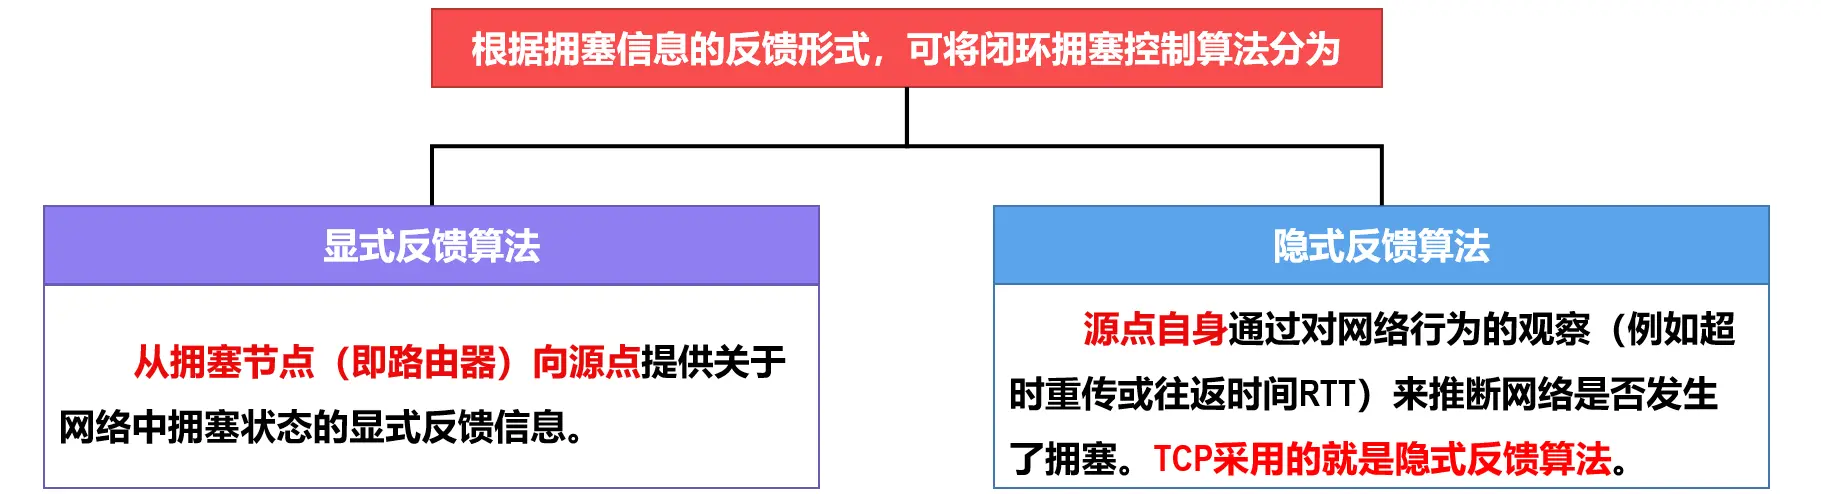 根据拥塞信息的反馈形式，可将闭环拥塞控制算法分为
显式反馈算法
从拥塞节点（即路由器）向源点提供关于
网络中拥塞状态的显式反馈信息。
隐式反馈算法
源点自身通过对网络行为的观察（例如超
时重传或往返时间RTT）来推断网络是否发生
了拥塞。TCP采用的就是隐式反馈算法。